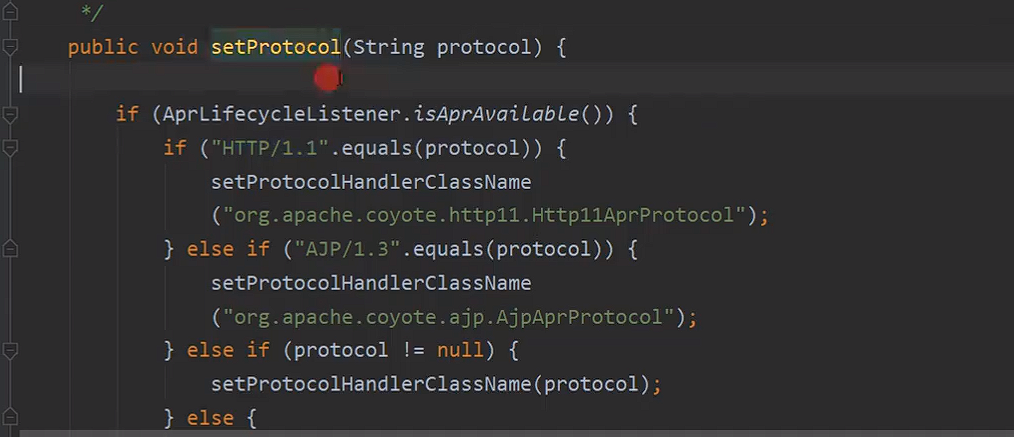 */
public void setProtocol(String protocol) {
if (AprLifecycleListener.isAprAvailable()) {
if ("HTTP/1.1".equals(protocol)) {
setProtocolHandlerClassName
("org.apache.coyote.http11.Http11AprProtocol");
} else if ("AJP/1.3".equals(protocol)) {
setProtocolHandlerClassName
("org.apache.coyote.ajp.AjpAprProtocol");
} else if (protocol != null) {
setProtocolHandlerClassName(protocol);
} else {